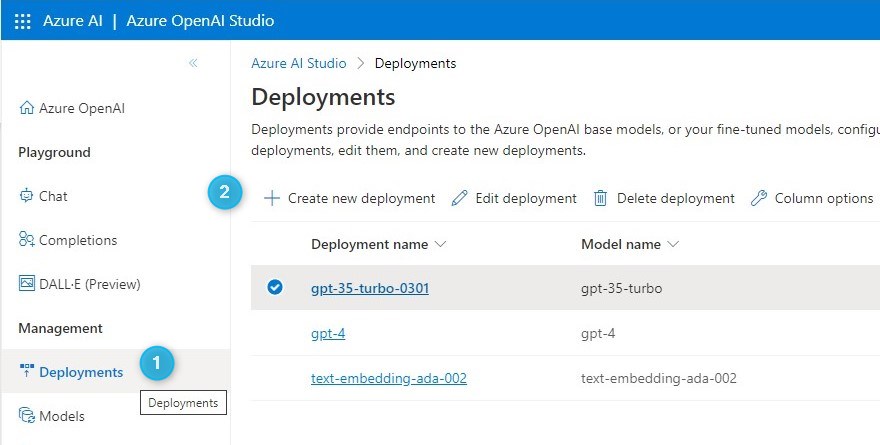 Azure AI | Azure OpenAI Studio
Azure OpenAI
Playground
Chat
Completions
DALL·E (Preview)
Management
1
Deployments
Deployments
Models
Azure AI Studio > Deployments
Deployments
Deployments provide endpoints to the Azure OpenAI base models, or your fine-tuned models, configu
deployments, edit them, and create new deployments.
2
Create new deployment Edit deployment Delete deployment Column options
Deployment name Model name
gpt-35-turbo-0301 gpt-35-turbo
gpt-4 gpt-4
text-embedding-ada-002 text-embedding-ada-002